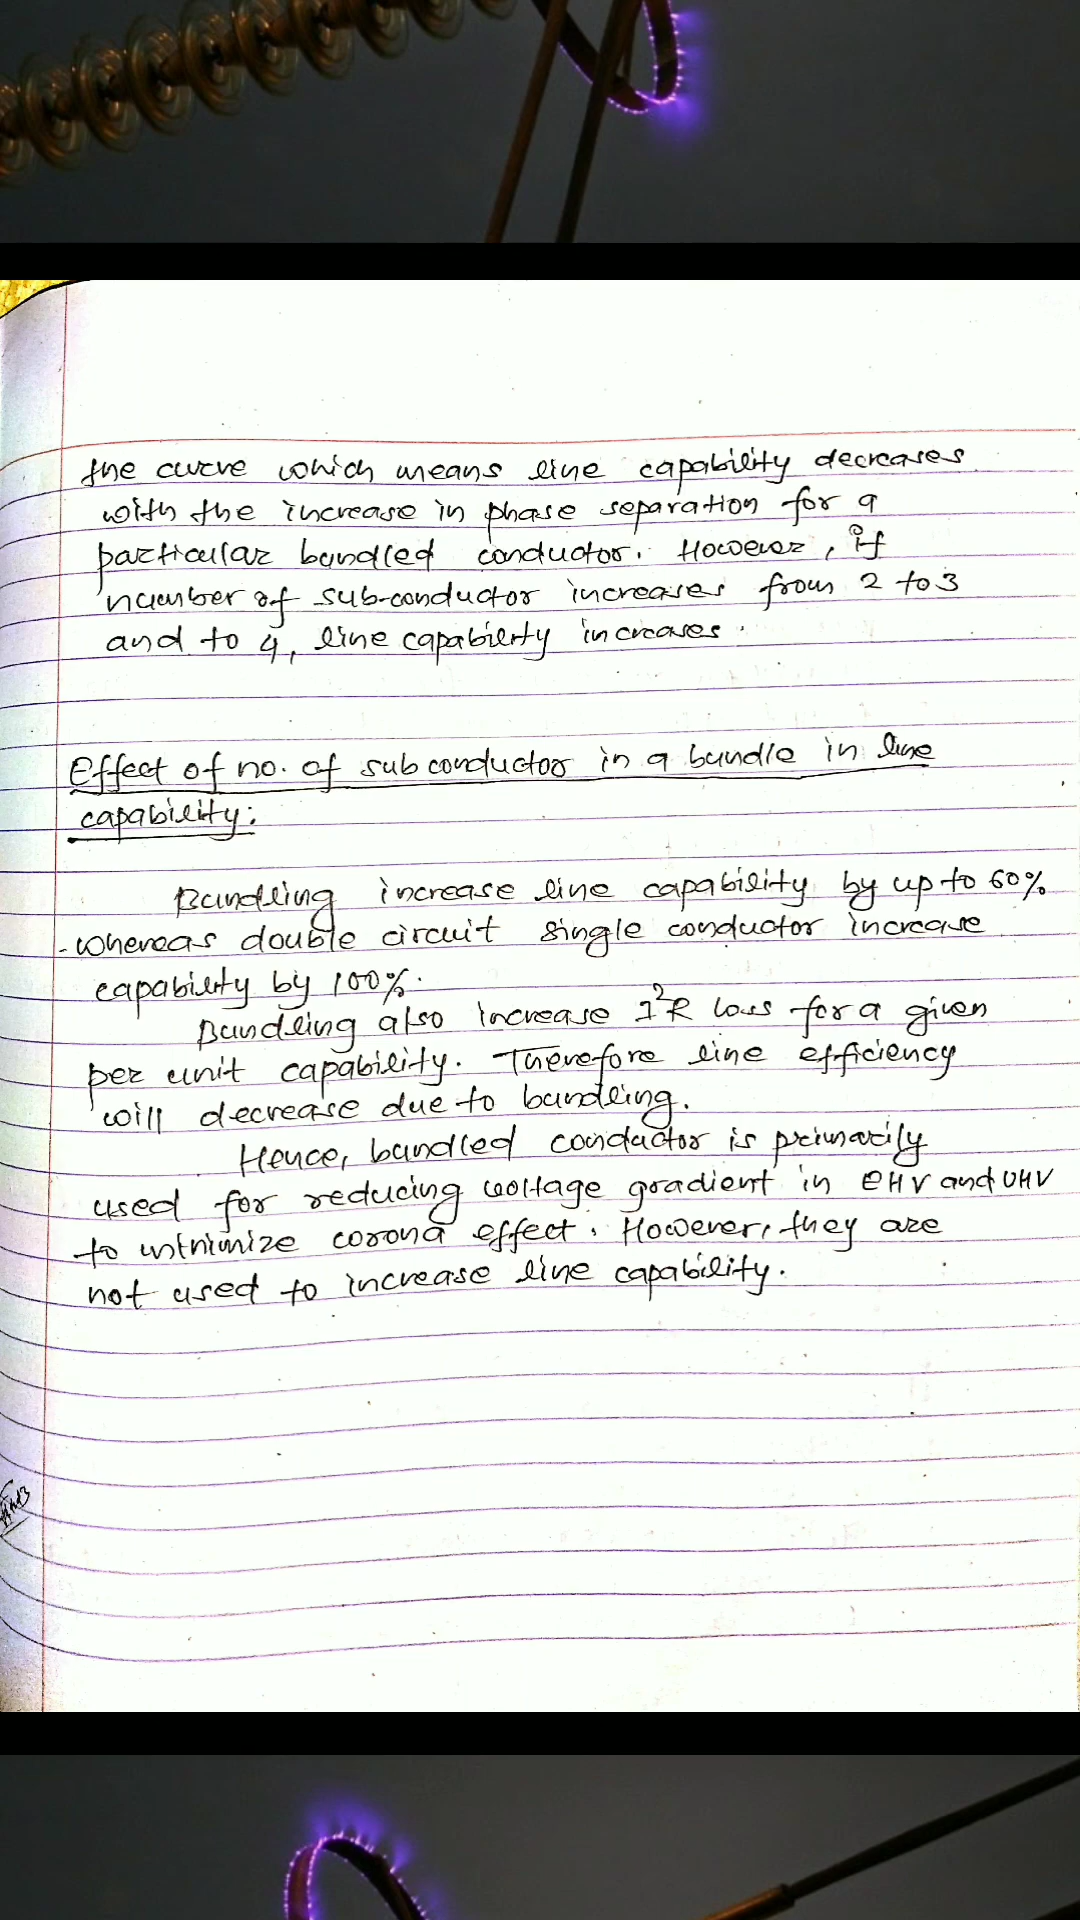 the curve which means line capability decreases
with the increase in phase separation for a
particular bundled conductor. However, if
number of sub-conductor increases from 2 to 3
and to 4, line capability increases.
Effect of no. of sub conductor in a bundle in line
capability:
Bundling increase line capability by up to 60%
whereas double circuit single conductor increase
capability by 100%.
Bundling also increase I²R loss for a given
per unit capability. Therefore line efficiency
will decrease due to bundling.
Hence, bundled conductor is primarily
used for reducing voltage gradient in EHV and UHV
to minimize corona effect. However, they are
not used to increase line capability.